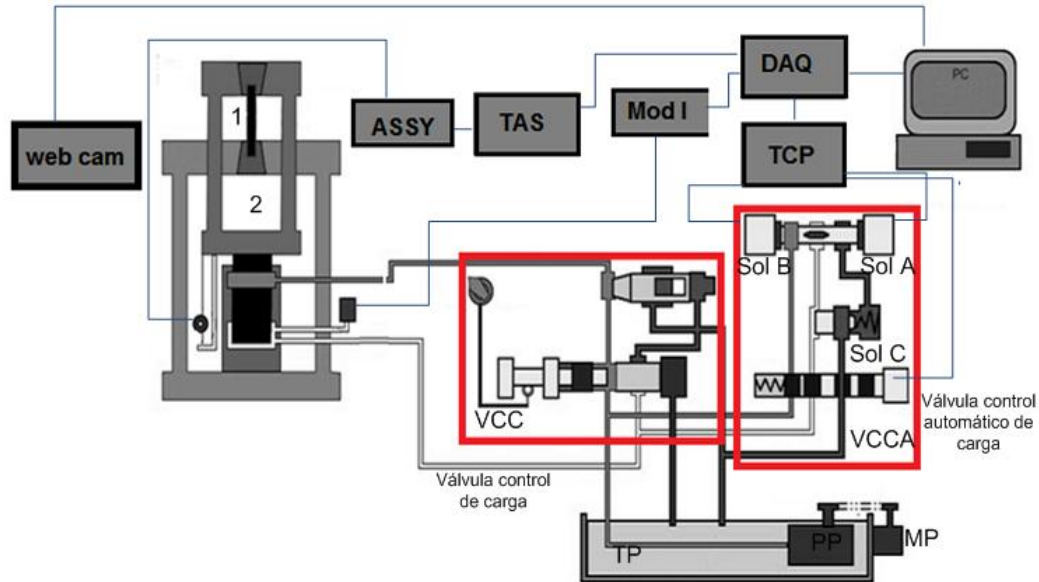 PC
DAQ
Mod I
TAS
ASSY
1
web cam
TCP
2
Sol B
Sol A
Sol C
VCC
VCCA
Válvula control
automático de
carga
Válvula control
de carga
TP
PP
MP